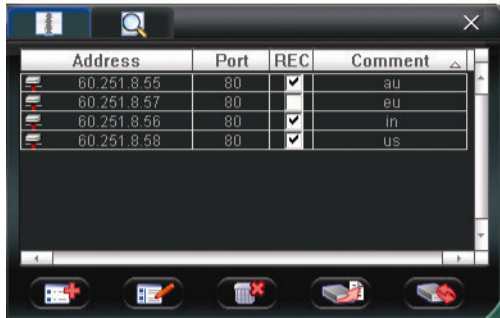 Address Port REC Comment
60.251.8.55 80 au
60.251.8.57 80 eu
60.251.8.56 80 in
60.251.8.58 80 us